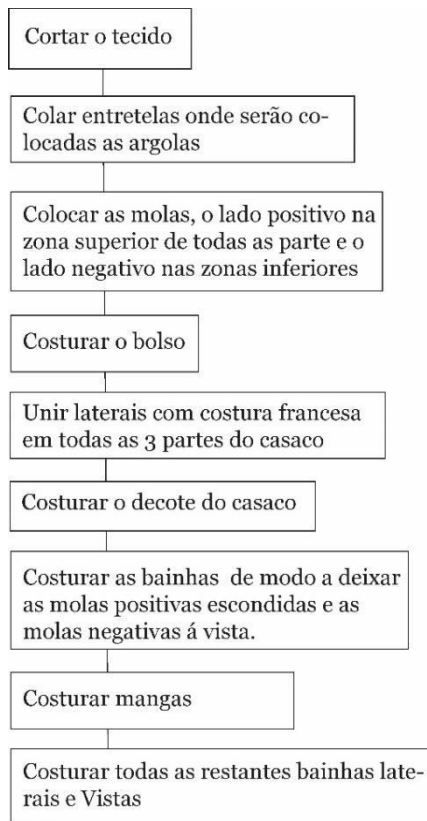 Cortar o tecido
Colar entretelas onde serão co-
locadas as argolas
Colocar as molas, o lado positivo na
zona superior de todas as parte e o
lado negativo nas zonas inferiores
Costurar o bolso
Unir laterais com costura francesa
em todas as 3 partes do casaco
Costurar o decote do casaco
Costurar as bainhas de modo a deixar
as molas positivas escondidas e as
molas negativas á vista.
Costurar mangas
Costurar todas as restantes bainhas late-
rais e Vistas